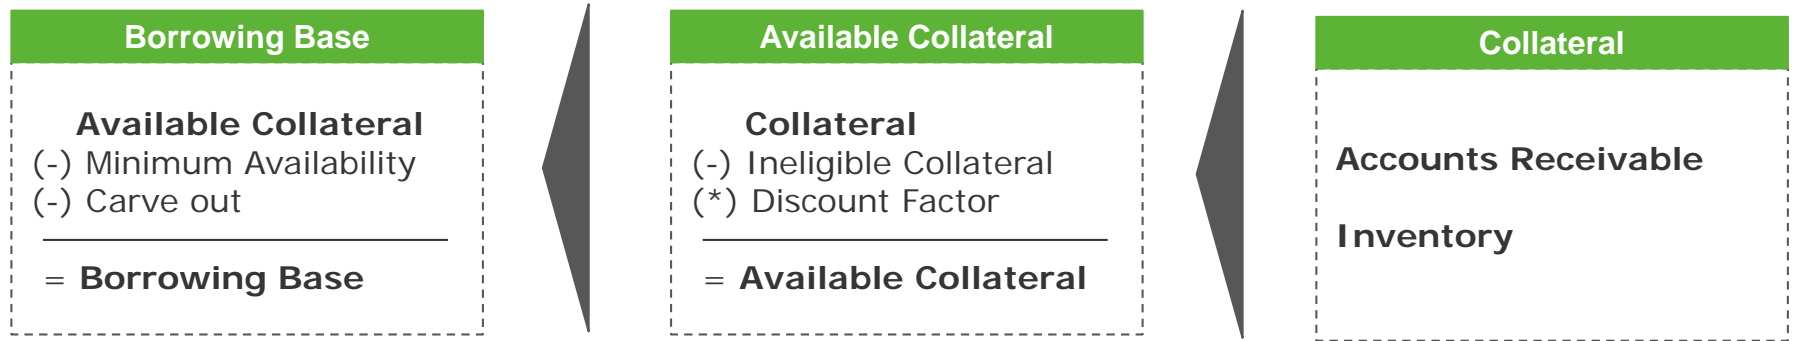 Borrowing Base
Available Collateral
(-) Minimum Availability
(-) Carve out
= Borrowing Base
Available Collateral
Collateral
(-) Ineligible Collateral
(*) Discount Factor
= Available Collateral
Collateral
Accounts Receivable
Inventory